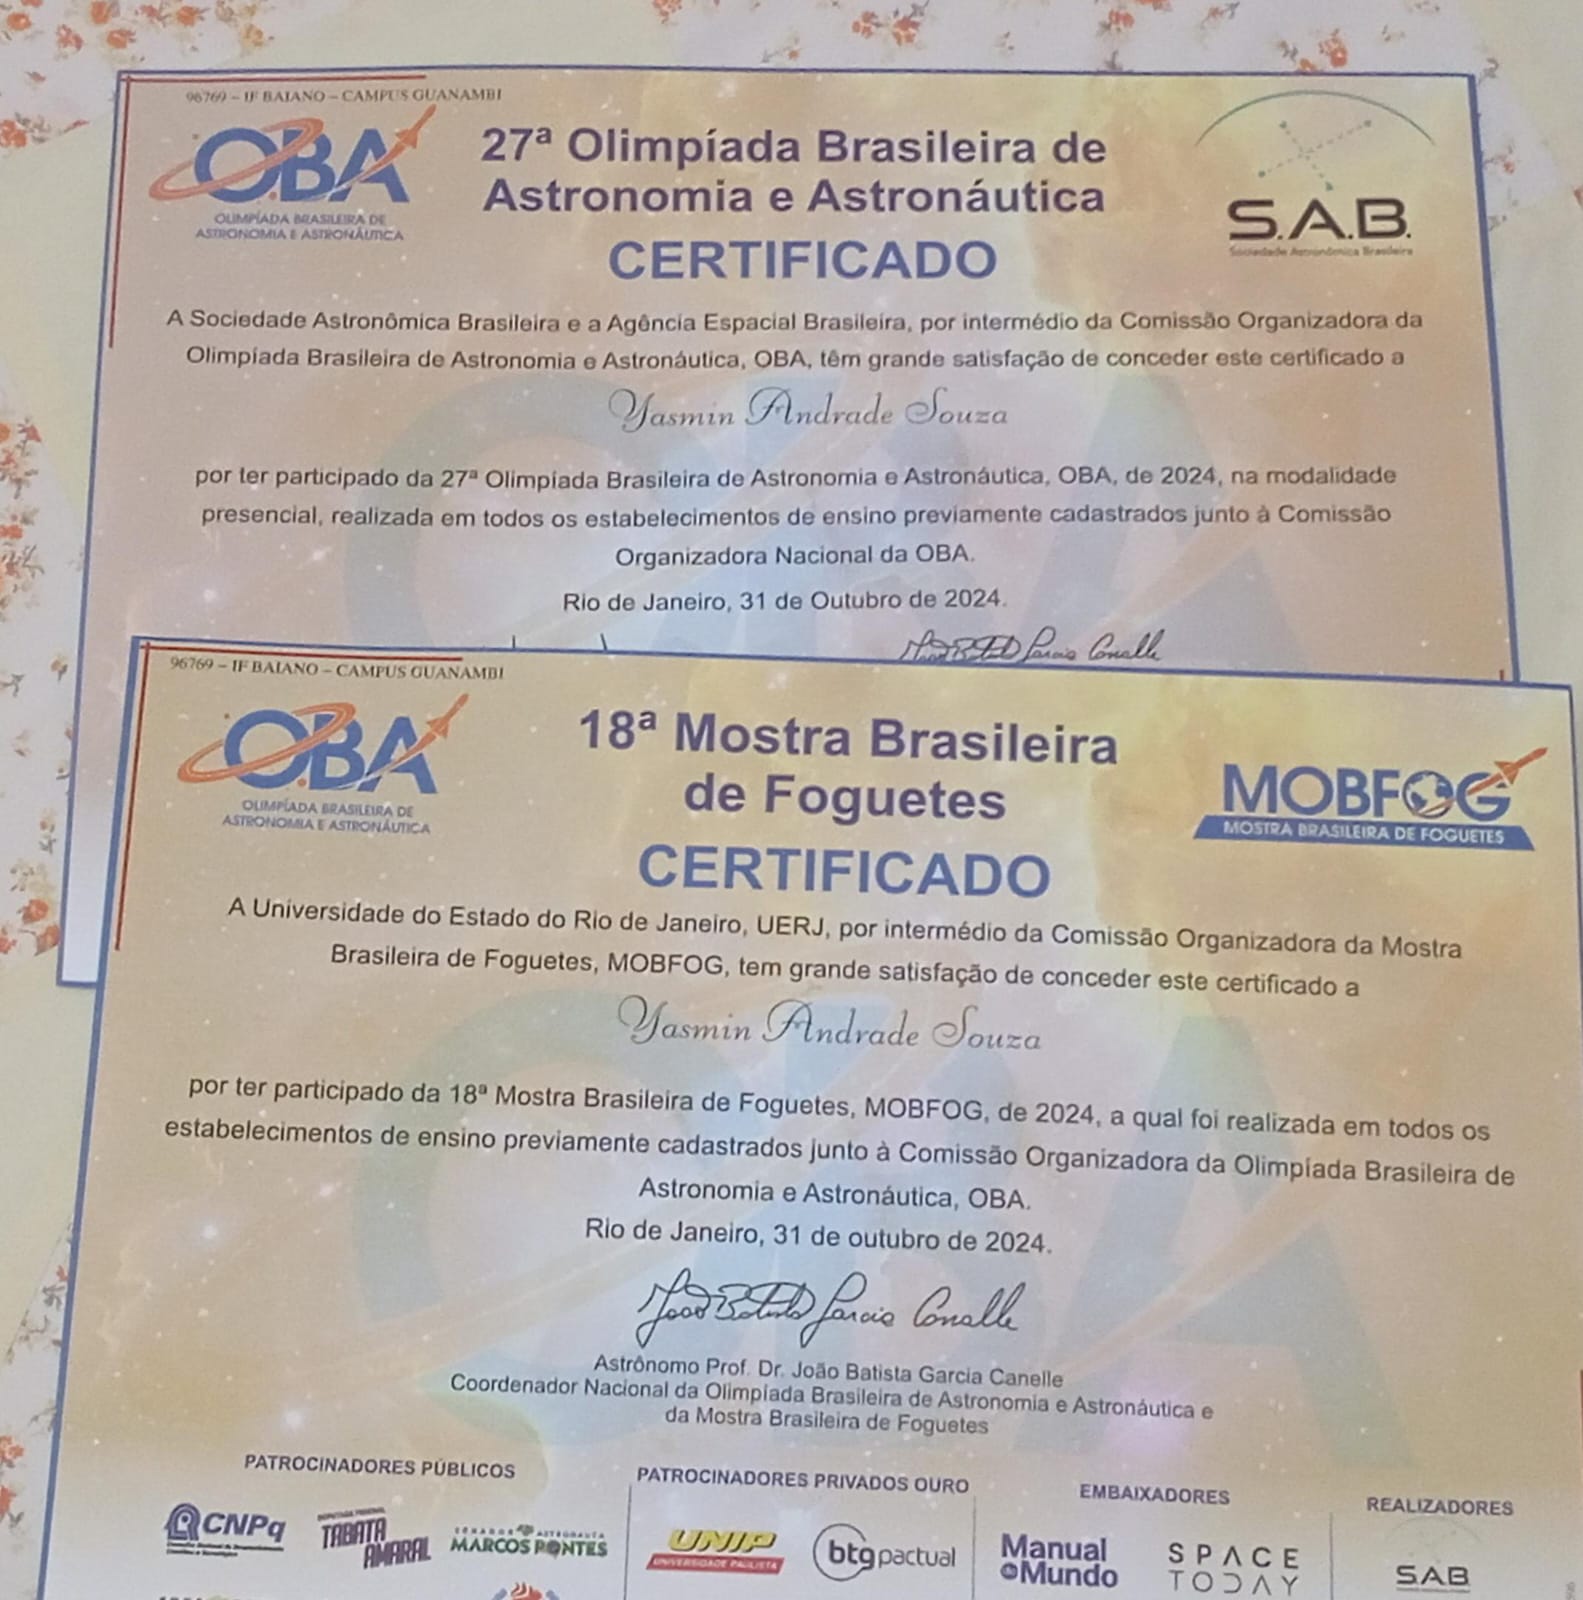 96769 – IF BAIANO – CAMPUS GUANAMBI
OBA
OLIMPÍADA BRASILEIRA DE
ASTRONOMIA E ASTRONÁUTICA
27ª Olimpíada Brasileira de
Astronomia e Astronáutica
CERTIFICADO
S.A.B.
Sociedade Astronômica Brasileira
A Sociedade Astronômica Brasileira e a Agência Espacial Brasileira, por intermédio da Comissão Organizadora da
Olimpíada Brasileira de Astronomia e Astronáutica, OBA, têm grande satisfação de conceder este certificado a
Yasmin Andrade Souza
por ter participado da 27ª Olimpíada Brasileira de Astronomia e Astronáutica, OBA, de 2024, na modalidade
presencial, realizada em todos os estabelecimentos de ensino previamente cadastrados junto à Comissão
Organizadora Nacional da OBA.
Rio de Janeiro, 31 de Outubro de 2024.
João Batista Garcia Canalle
96769 – IF BAIANO – CAMPUS GUANAMBI
OBA
OLIMPÍADA BRASILEIRA DE
ASTRONOMIA E ASTRONÁUTICA
18ª Mostra Brasileira
de Foguetes
CERTIFICADO
MOBFOG
MOSTRA BRASILEIRA DE FOGUETES
A Universidade do Estado do Rio de Janeiro, UERJ, por intermédio da Comissão Organizadora da Mostra
Brasileira de Foguetes, MOBFOG, tem grande satisfação de conceder este certificado a
Yasmin Andrade Souza
por ter participado da 18ª Mostra Brasileira de Foguetes, MOBFOG, de 2024, a qual foi realizada em todos os
estabelecimentos de ensino previamente cadastrados junto à Comissão Organizadora da Olimpíada Brasileira de
Astronomia e Astronáutica, OBA.
Rio de Janeiro, 31 de outubro de 2024.
João Batista Garcia Canalle
Astrônomo Prof. Dr. João Batista Garcia Canelle
Coordenador Nacional da Olimpíada Brasileira de Astronomia e Astronáutica e
da Mostra Brasileira de Foguetes
PATROCINADORES PÚBLICOS
PATROCINADORES PRIVADOS OURO
EMBAIXADORES
REALIZADORES
CNPq
DEPUTADA FEDERAL
TABATA
AMARAL
SENADOR ASTRONAUTA
MARCOS PONTES
UNIP
UNIVERSIDADE PAULISTA
btg pactual
Manual
do Mundo
SPACE
TODAY
SAB